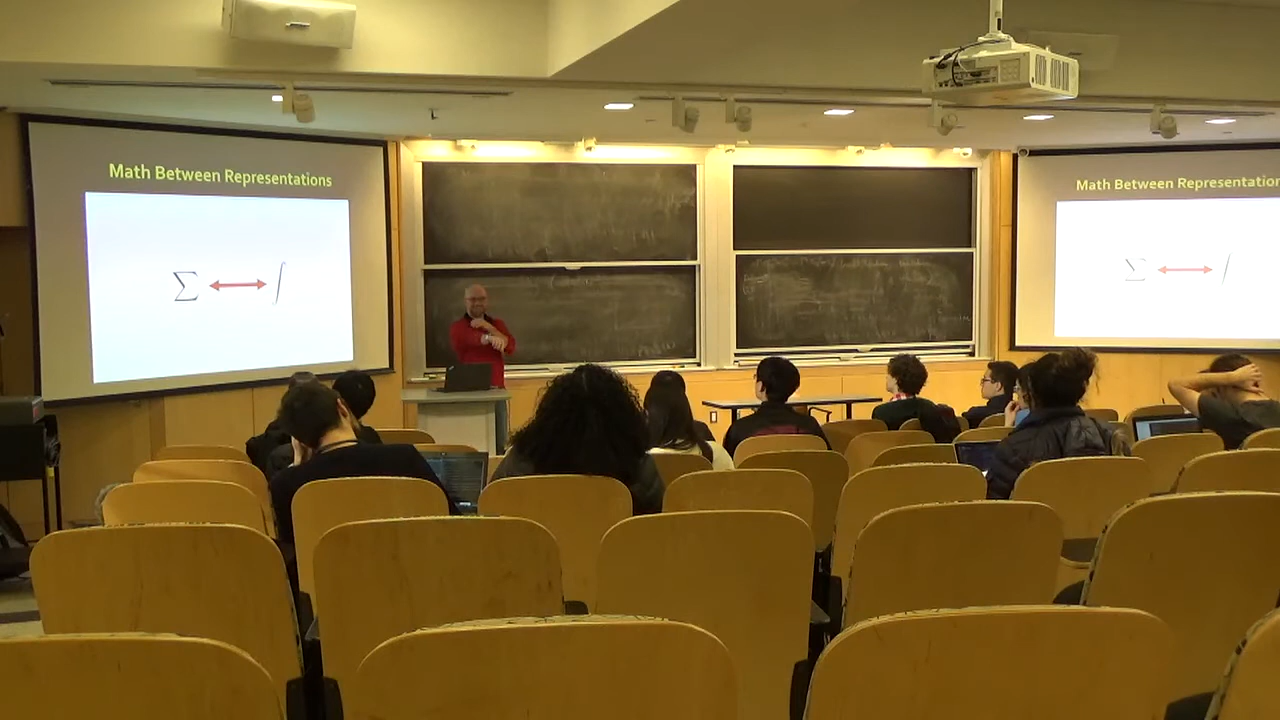 Math Between Representations
Σ ↔ ∫
Math Between Representation
Σ ↔ ∫